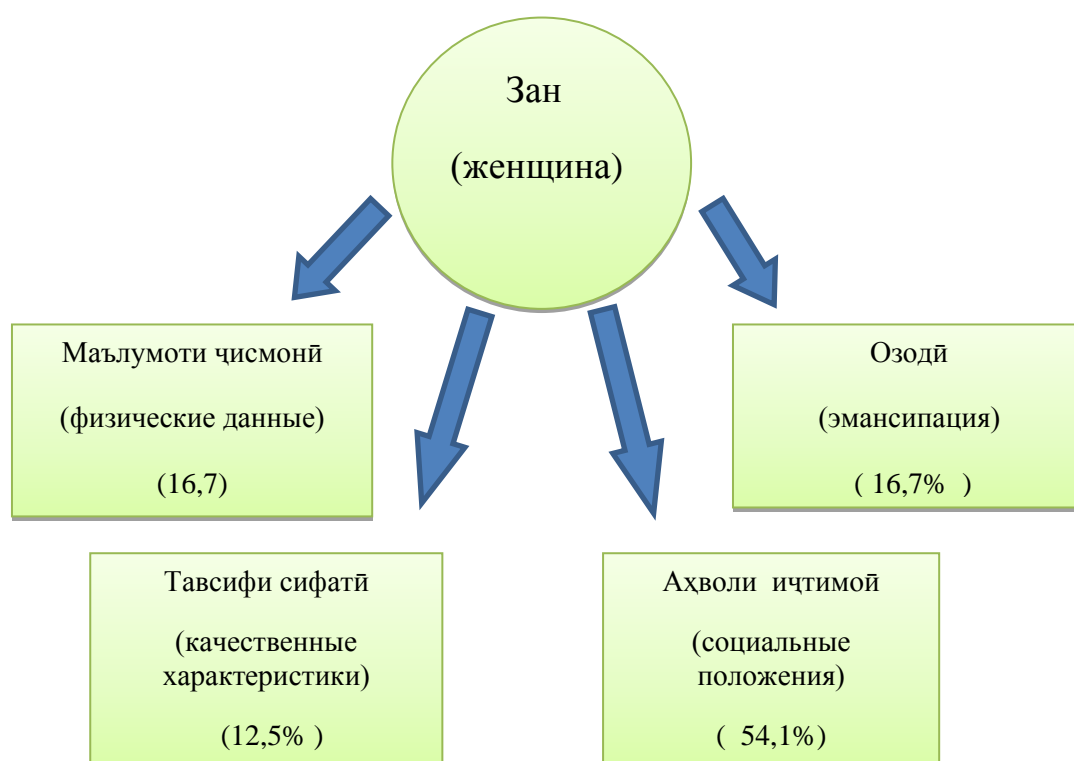 Зан
(женщина)
Маълумоти ҷисмонӣ
(физические данные)
(16,7)
Озодӣ
(эмансипация)
( 16,7% )
Тавсифи сифатӣ
(качественные
характеристики)
(12,5% )
Аҳволи иҷтимоӣ
(социальные
положения)
( 54,1%)